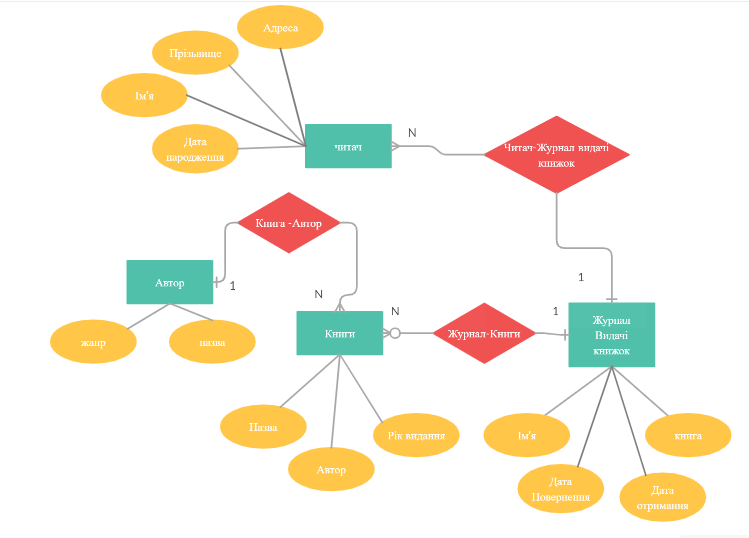 Адреса
Прізьвище
Ім'я
Дата
народження
читач
N
Читач-Журнал видачі
книжок
Книга -Автор
Автор
1
N
1
жанр
назва
Книги
N
Журнал-Книги
1
Журнал
Видачі
книжок
Назва
Автор
Рік видання
Ім'я
книга
Дата
Повернення
Дата
отримання